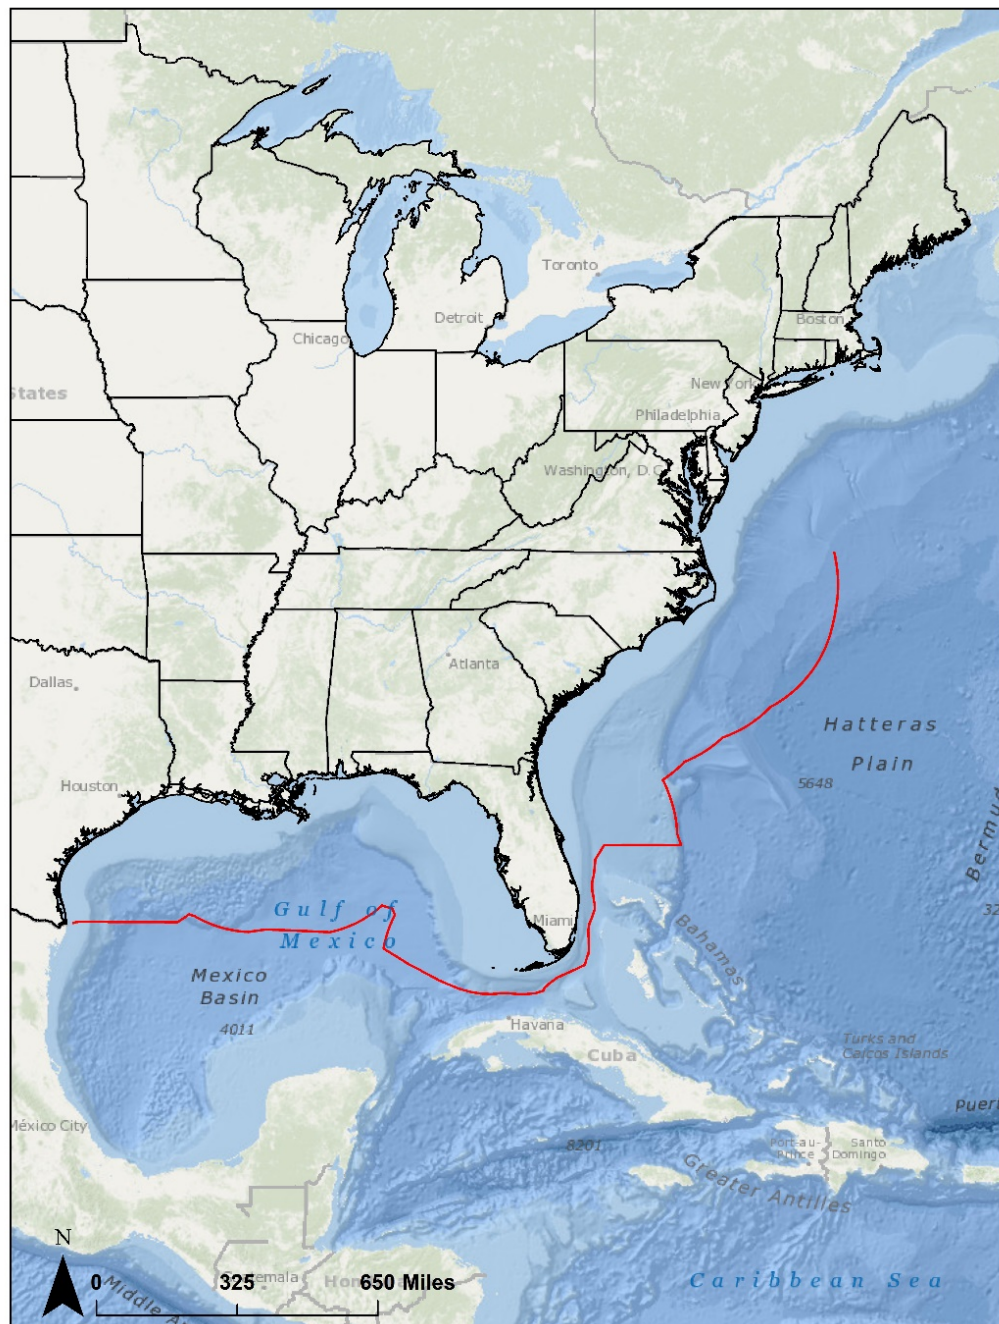 Toronto
Detroit
Chicago
Boston
States
New York
Philadelphia
Washington, D.C.
Atlanta
Dallas
Hatteras
Plain
5648
Houston
Gulf of
Mexico
Miami
Bahamas
Mexico
Basin
4011
Havana
Cuba
Turks and
Caicos Islands
México City
8201
Port-au-
Prince
Santo
Domingo
Greater Antilles
N
0 325 650 Miles
Caribbean Sea